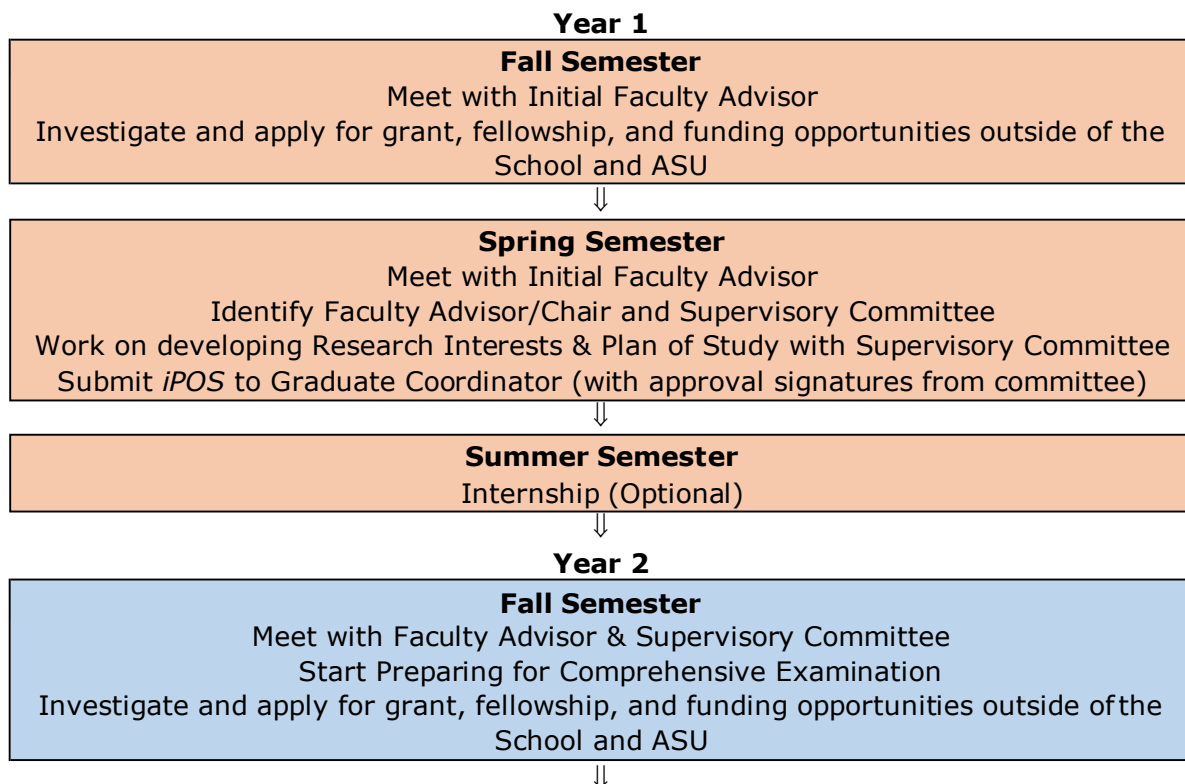 Year 1
Fall Semester
Meet with Initial Faculty Advisor
Investigate and apply for grant, fellowship, and funding opportunities outside of the
School and ASU
⇓
Spring Semester
Meet with Initial Faculty Advisor
Identify Faculty Advisor/Chair and Supervisory Committee
Work on developing Research Interests & Plan of Study with Supervisory Committee
Submit iPOS to Graduate Coordinator (with approval signatures from committee)
⇓
Summer Semester
Internship (Optional)
⇓
Year 2
Fall Semester
Meet with Faculty Advisor & Supervisory Committee
Start Preparing for Comprehensive Examination
Investigate and apply for grant, fellowship, and funding opportunities outside of the
School and ASU
⇓